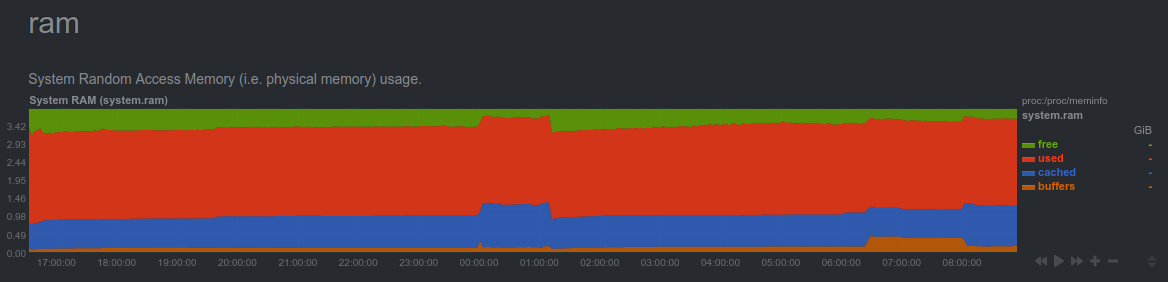 ram
System Random Access Memory (i.e. physical memory) usage.
System RAM (system.ram)
proc:/proc/meminfo
system.ram
GiB
free -
used -
cached -
buffers -
3.42
2.93
2.44
1.95
1.46
0.98
0.49
0.00
17:00:00 18:00:00 19:00:00 20:00:00 21:00:00 22:00:00 23:00:00 00:00:00 01:00:00 02:00:00 03:00:00 04:00:00 05:00:00 06:00:00 07:00:00 08:00:00